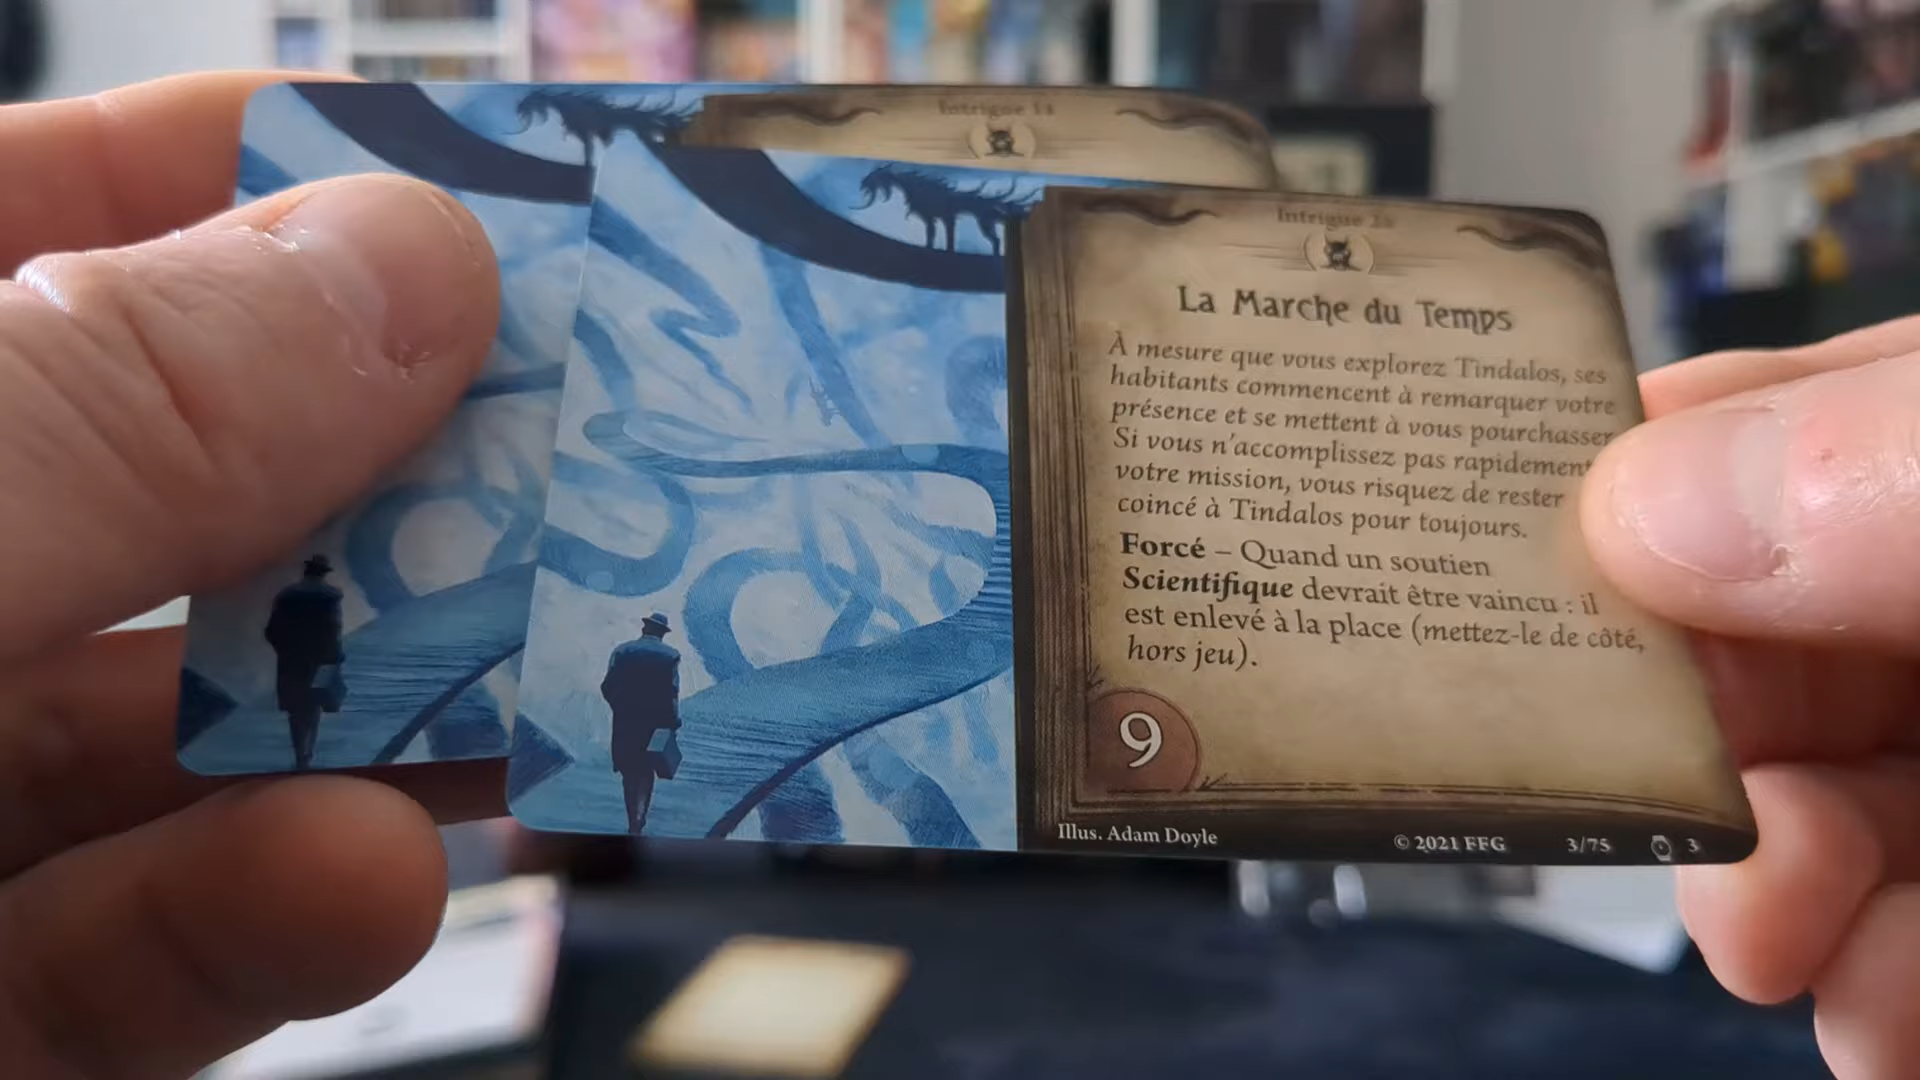 Intrigue 1a
Intrigue 2a
La Marche du Temps
À mesure que vous explorez Tindalos, ses
habitants commencent à remarquer votre
présence et se mettent à vous pourchasser.
Si vous n'accomplissez pas rapidement
votre mission, vous risquez de rester
coincé à Tindalos pour toujours.
Forcé – Quand un soutien
Scientifique devrait être vaincu : il
est enlevé à la place (mettez-le de côté,
hors jeu).
9
Illus. Adam Doyle
© 2021 FFG
3/75
3